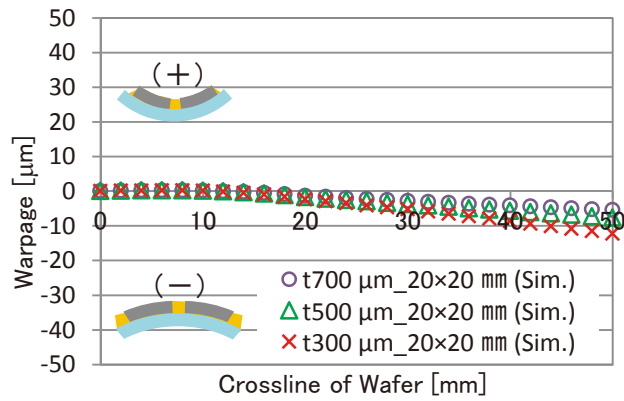 50
40
30
20
10
0
-10
-20
-30
-40
-50
Warpage [μm]
(+)
(−)
0 10 20 30 40 50
t700 μm_20×20 ㎜ (Sim.)
t500 μm_20×20 ㎜ (Sim.)
t300 μm_20×20 ㎜ (Sim.)
Crossline of Wafer [mm]